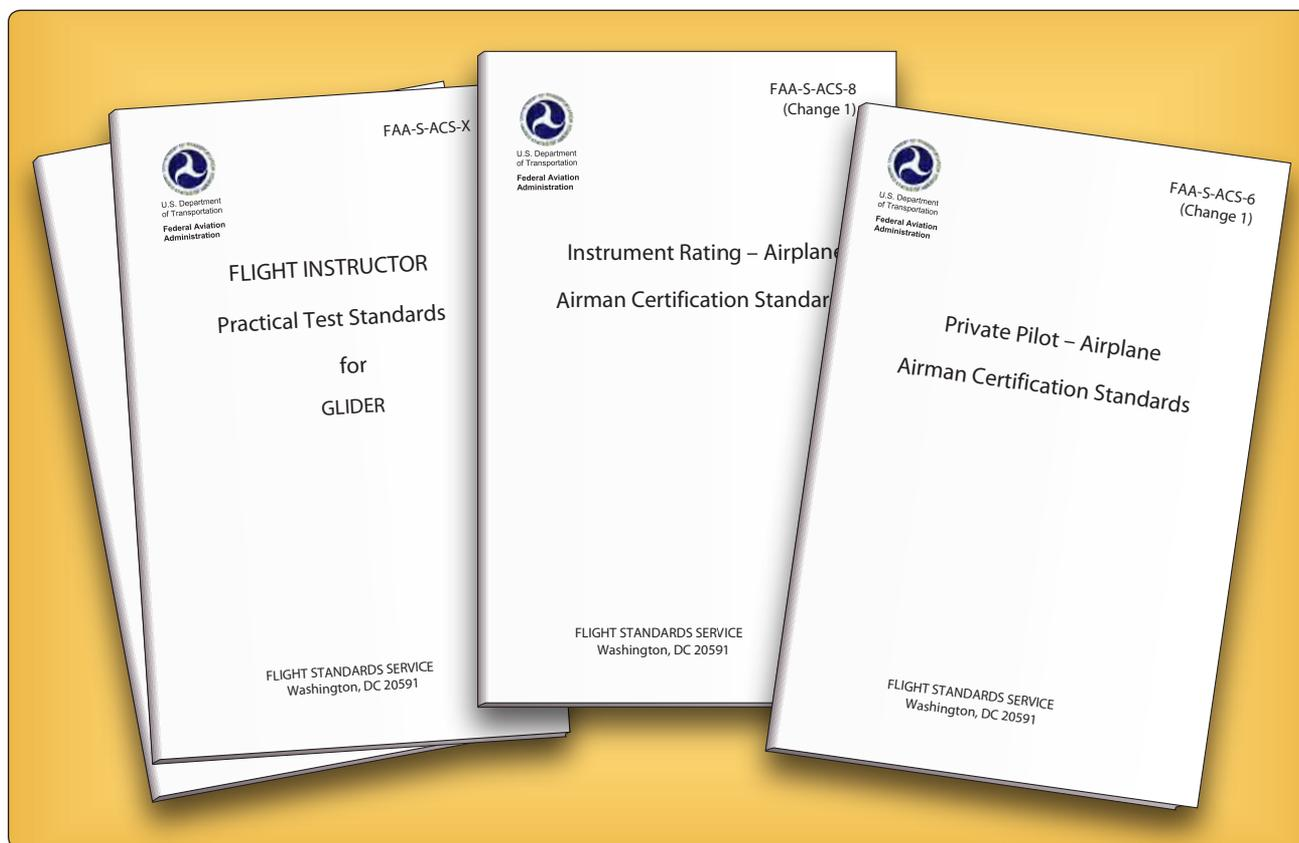 FAA-S-ACS-X
U.S. Department
of Transportation
Federal Aviation
Administration
FLIGHT INSTRUCTOR
Practical Test Standards
for
GLIDER
FLIGHT STANDARDS SERVICE
Washington, DC 20591
FAA-S-ACS-8
(Change 1)
U.S. Department
of Transportation
Federal Aviation
Administration
Instrument Rating – Airplane
Airman Certification Standar
FLIGHT STANDARDS SERVICE
Washington, DC 20591
FAA-S-ACS-6
(Change 1)
U.S. Department
of Transportation
Federal Aviation
Administration
Private Pilot – Airplane
Airman Certification Standards
FLIGHT STANDARDS SERVICE
Washington, DC 20591